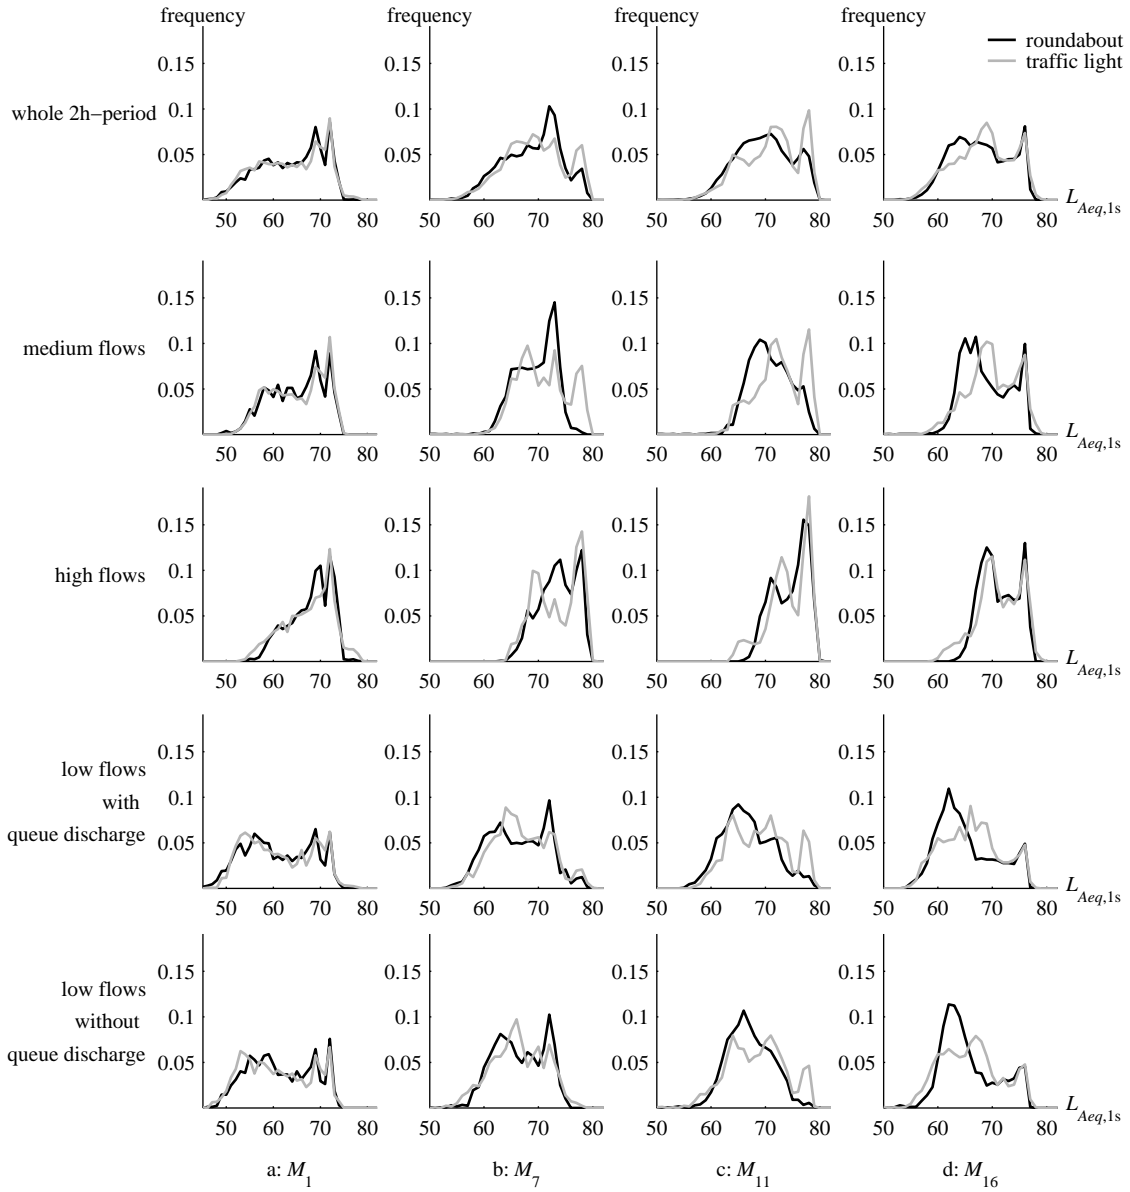 frequency frequency frequency frequency
roundabout
traffic light
whole 2h−period
0.15 0.15 0.15 0.15
0.1 0.1 0.1 0.1
0.05 0.05 0.05 0.05
50 60 70 80 50 60 70 80 50 60 70 80 50 60 70 80
L Aeq,1s
medium flows
0.15 0.15 0.15 0.15
0.1 0.1 0.1 0.1
0.05 0.05 0.05 0.05
50 60 70 80 50 60 70 80 50 60 70 80 50 60 70 80
L Aeq,1s
high flows
0.15 0.15 0.15 0.15
0.1 0.1 0.1 0.1
0.05 0.05 0.05 0.05
50 60 70 80 50 60 70 80 50 60 70 80 50 60 70 80
L Aeq,1s
low flows
with
queue discharge
0.15 0.15 0.15 0.15
0.1 0.1 0.1 0.1
0.05 0.05 0.05 0.05
50 60 70 80 50 60 70 80 50 60 70 80 50 60 70 80
L Aeq,1s
low flows
without
queue discharge
0.15 0.15 0.15 0.15
0.1 0.1 0.1 0.1
0.05 0.05 0.05 0.05
50 60 70 80 50 60 70 80 50 60 70 80 50 60 70 80
L Aeq,1s
a: M1 b: M7 c: M11 d: M16